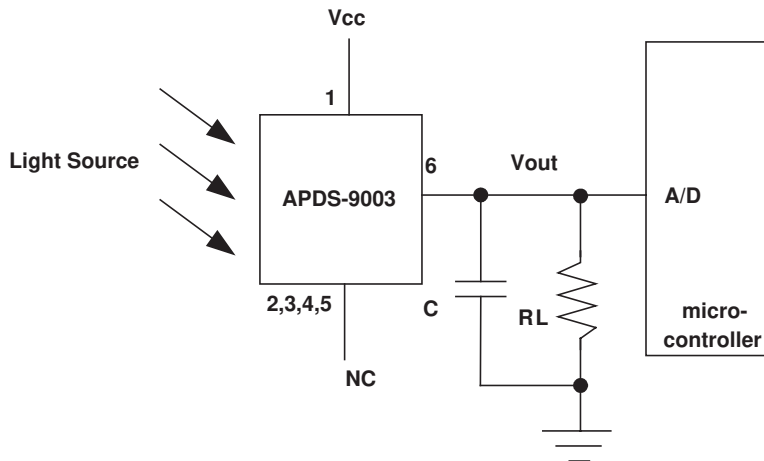 Vcc
1
Light Source
APDS-9003
6
Vout
A/D
2,3,4,5
C
RL
micro-
controller
NC